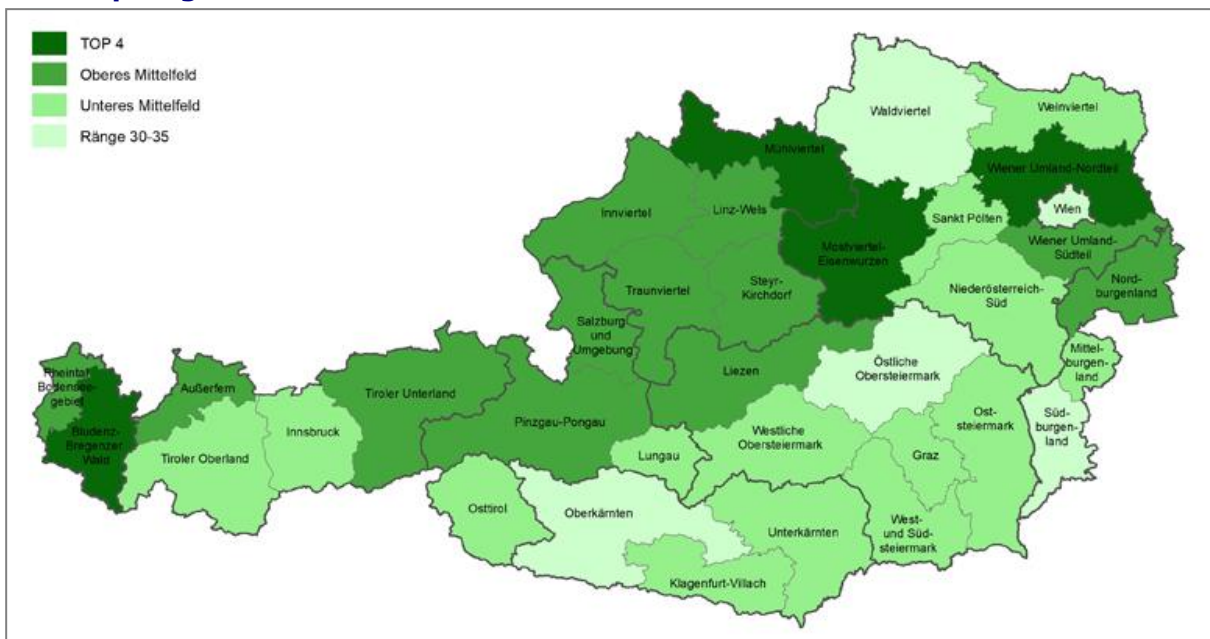 TOP 4
Oberes Mittelfeld
Unteres Mittelfeld
Ränge 30-35
Waldviertel
Weinviertel
Mühlviertel
Wiener Umland-Nordteil
Wien
Innviertel
Linz-Wels
Sankt Pölten
Mostviertel-
Eisenwurzen
Wiener Umland-
Südteil
Nord-
burgenland
Traunviertel
Steyr-
Kirchdorf
Niederösterreich-
Süd
Salzburg
und
Umgebung
Mittel-
burgen-
land
Rheintal-
Bodensee-
gebiet
Außerfern
Tiroler Unterland
Liezen
Östliche
Obersteiermark
Bludenz-
Bregenzer
Wald
Tiroler Oberland
Innsbruck
Pinzgau-Pongau
Lungau
Westliche
Obersteiermark
Graz
Ost-
steiermark
Süd-
burgen-
land
Osttirol
Oberkärnten
Unterkärnten
West-
und Süd-
steiermark
Klagenfurt-Villach